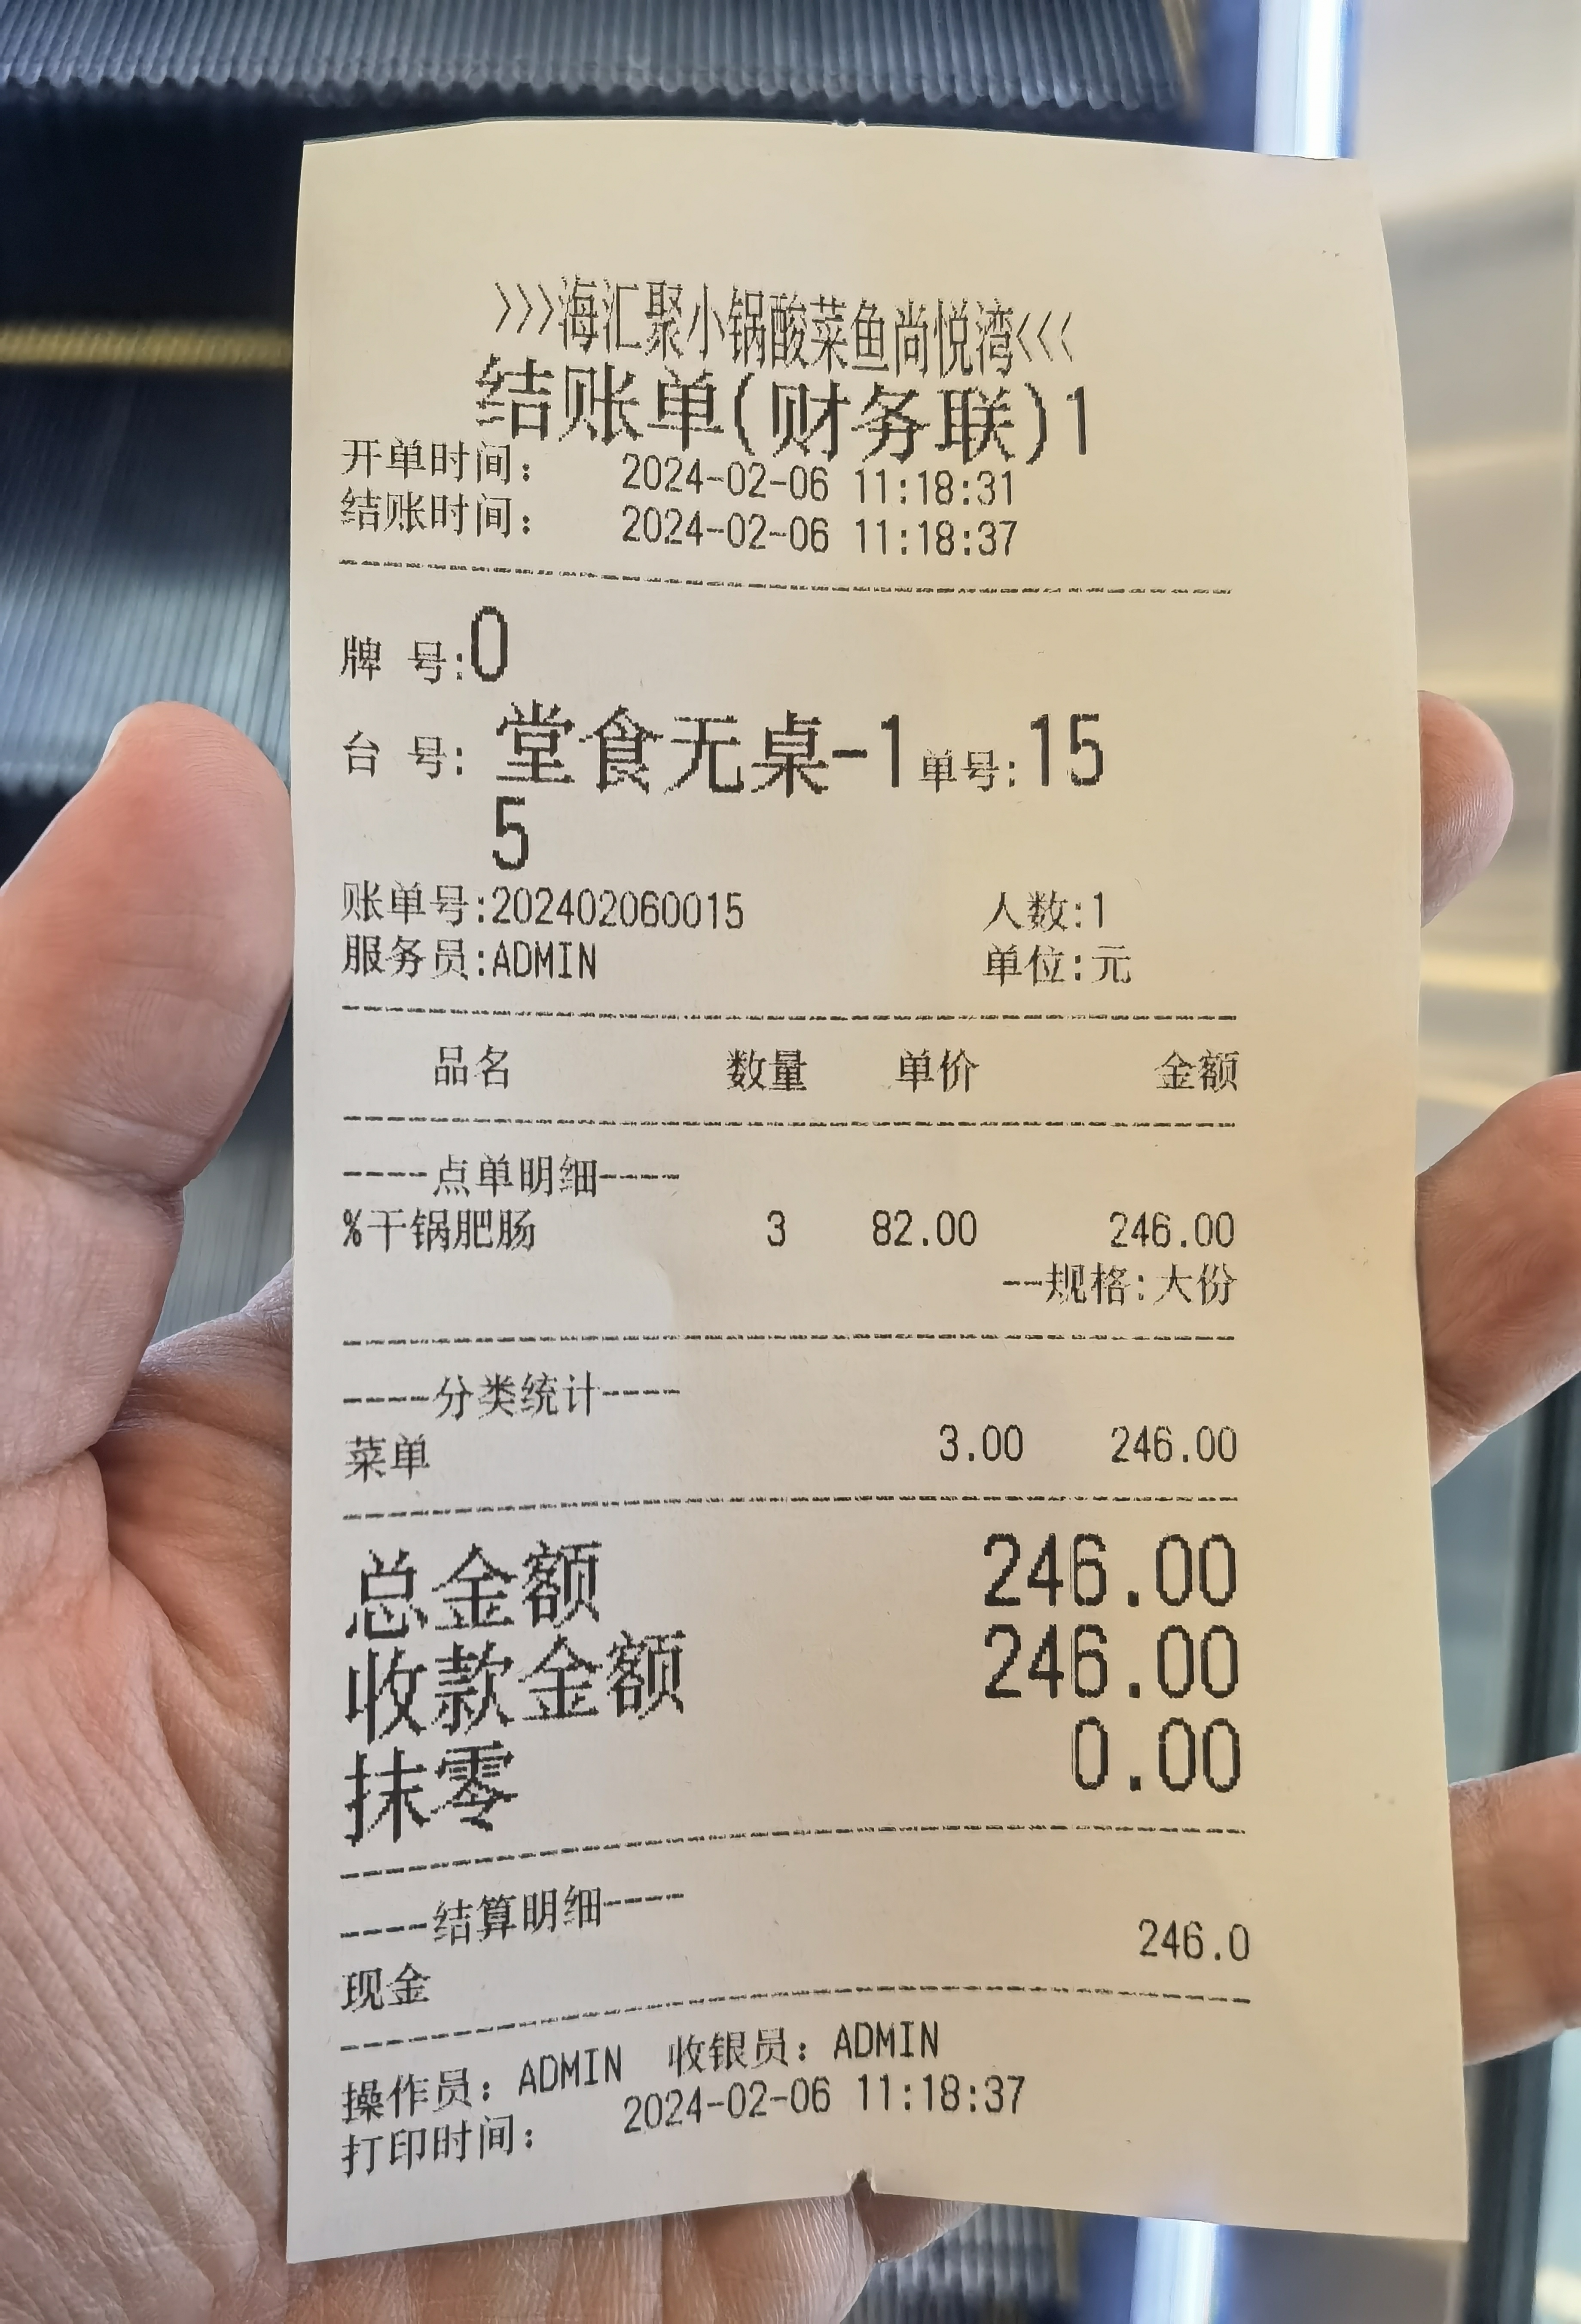 >>>海汇聚小锅酸菜鱼尚悦湾<<<
结账单(财务联)1
开单时间: 2024-02-06 11:18:31
结账时间: 2024-02-06 11:18:37
牌 号:0
台 号: 堂食无桌-1 单号:15
5
账单号:202402060015 人数:1
服务员:ADMIN 单位:元
品名 数量 单价 金额
----点单明细----
%干锅肥肠 3 82.00 246.00
--规格:大份
----分类统计----
菜单 3.00 246.00
总金额 246.00
收款金额 246.00
抹零 0.00
----结算明细----
现金 246.0
操作员: ADMIN 收银员: ADMIN
打印时间: 2024-02-06 11:18:37